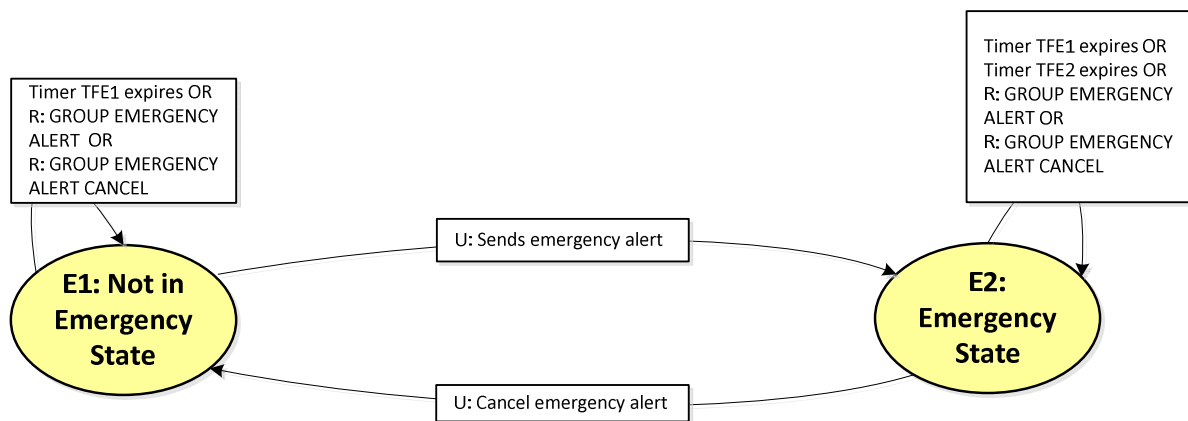 Timer TFE1 expires OR
R: GROUP EMERGENCY
ALERT OR
R: GROUP EMERGENCY
ALERT CANCEL
Timer TFE1 expires OR
Timer TFE2 expires OR
R: GROUP EMERGENCY
ALERT OR
R: GROUP EMERGENCY
ALERT CANCEL
U: Sends emergency alert
E1: Not in
Emergency
State
E2:
Emergency
State
U: Cancel emergency alert